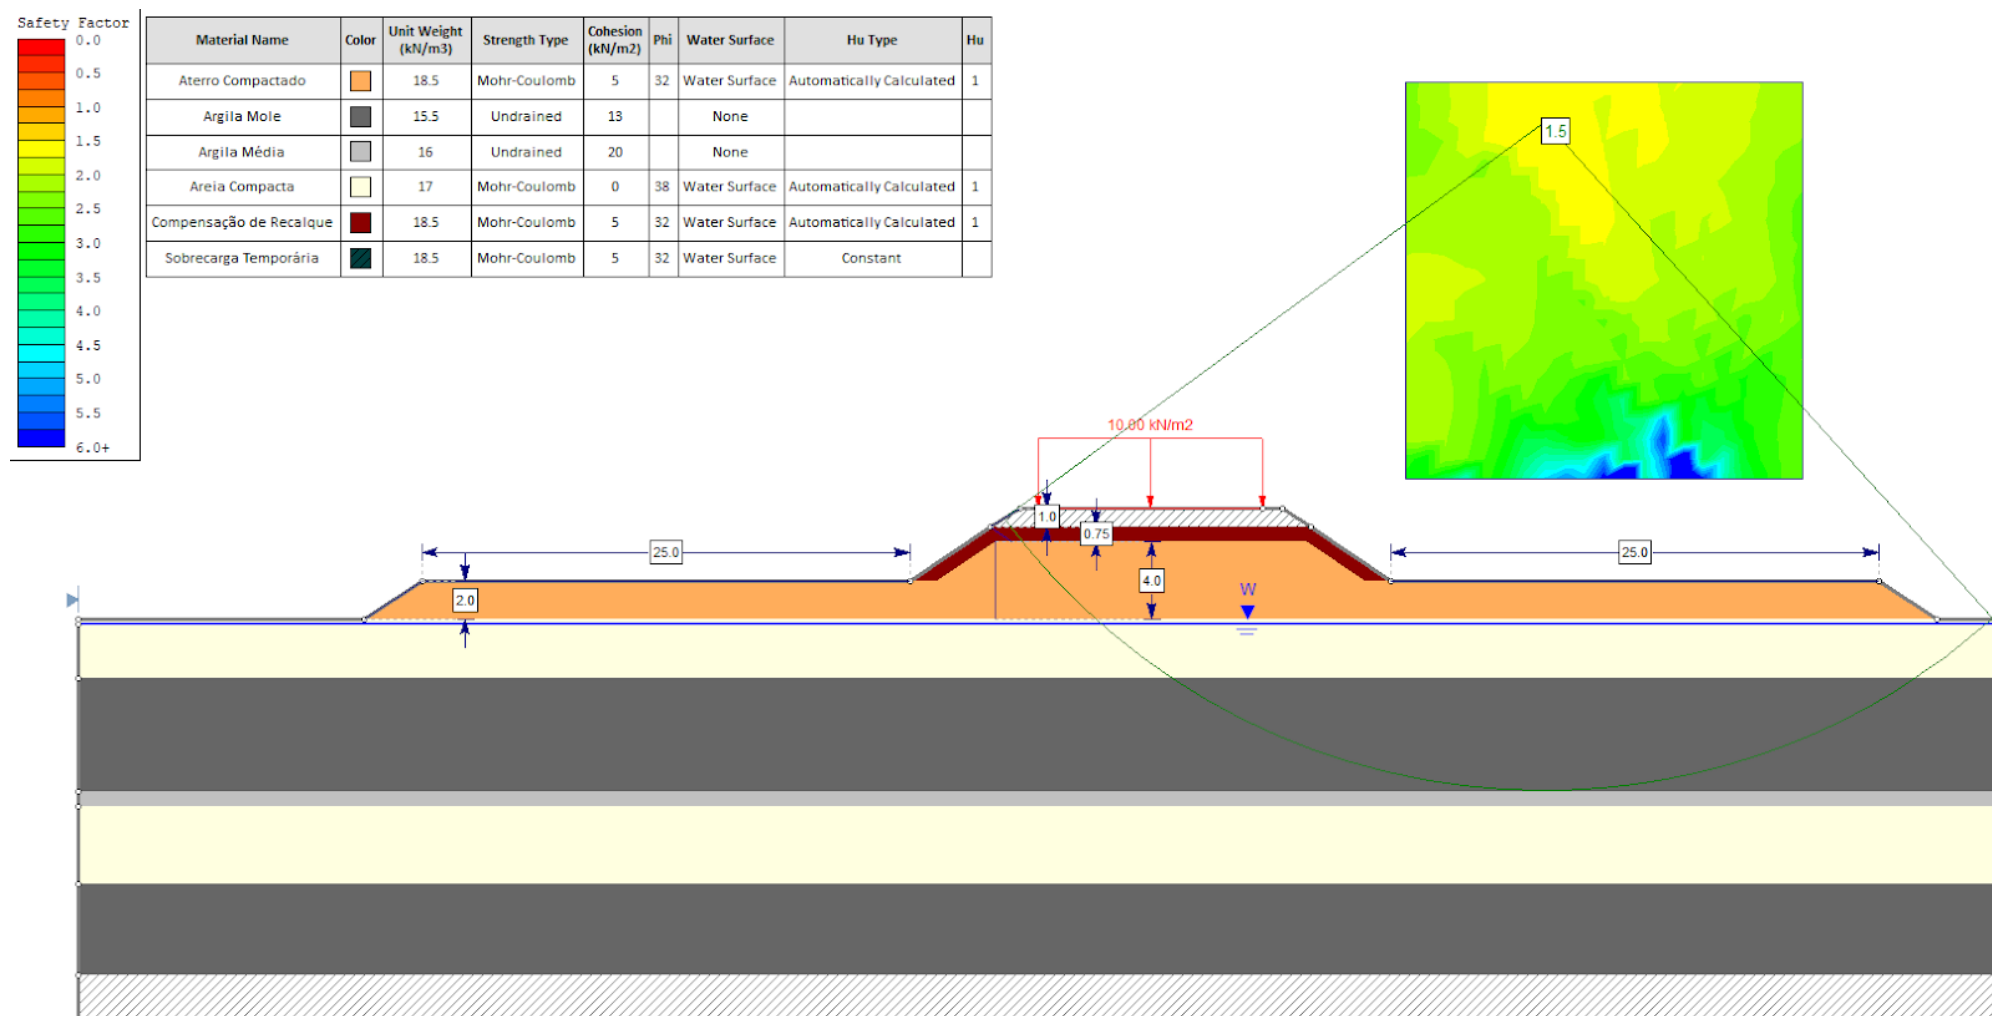 Safety Factor
0.0
0.5
1.0
1.5
2.0
2.5
3.0
3.5
4.0
4.5
5.0
5.5
6.0+
Material Name Color Unit Weight (kN/m3) Strength Type Cohesion (kN/m2) Phi Water Surface Hu Type Hu
Aterro Compactado 18.5 Mohr-Coulomb 5 32 Water Surface Automatically Calculated 1
Argila Mole 15.5 Undrained 13 None
Argila Média 16 Undrained 20 None
Areia Compacta 17 Mohr-Coulomb 0 38 Water Surface Automatically Calculated 1
Compensação de Recalque 18.5 Mohr-Coulomb 5 32 Water Surface Automatically Calculated 1
Sobrecarga Temporária 18.5 Mohr-Coulomb 5 32 Water Surface Constant
1.5
10.00 kN/m2
1.0
0.75
25.0
25.0
4.0
2.0
W